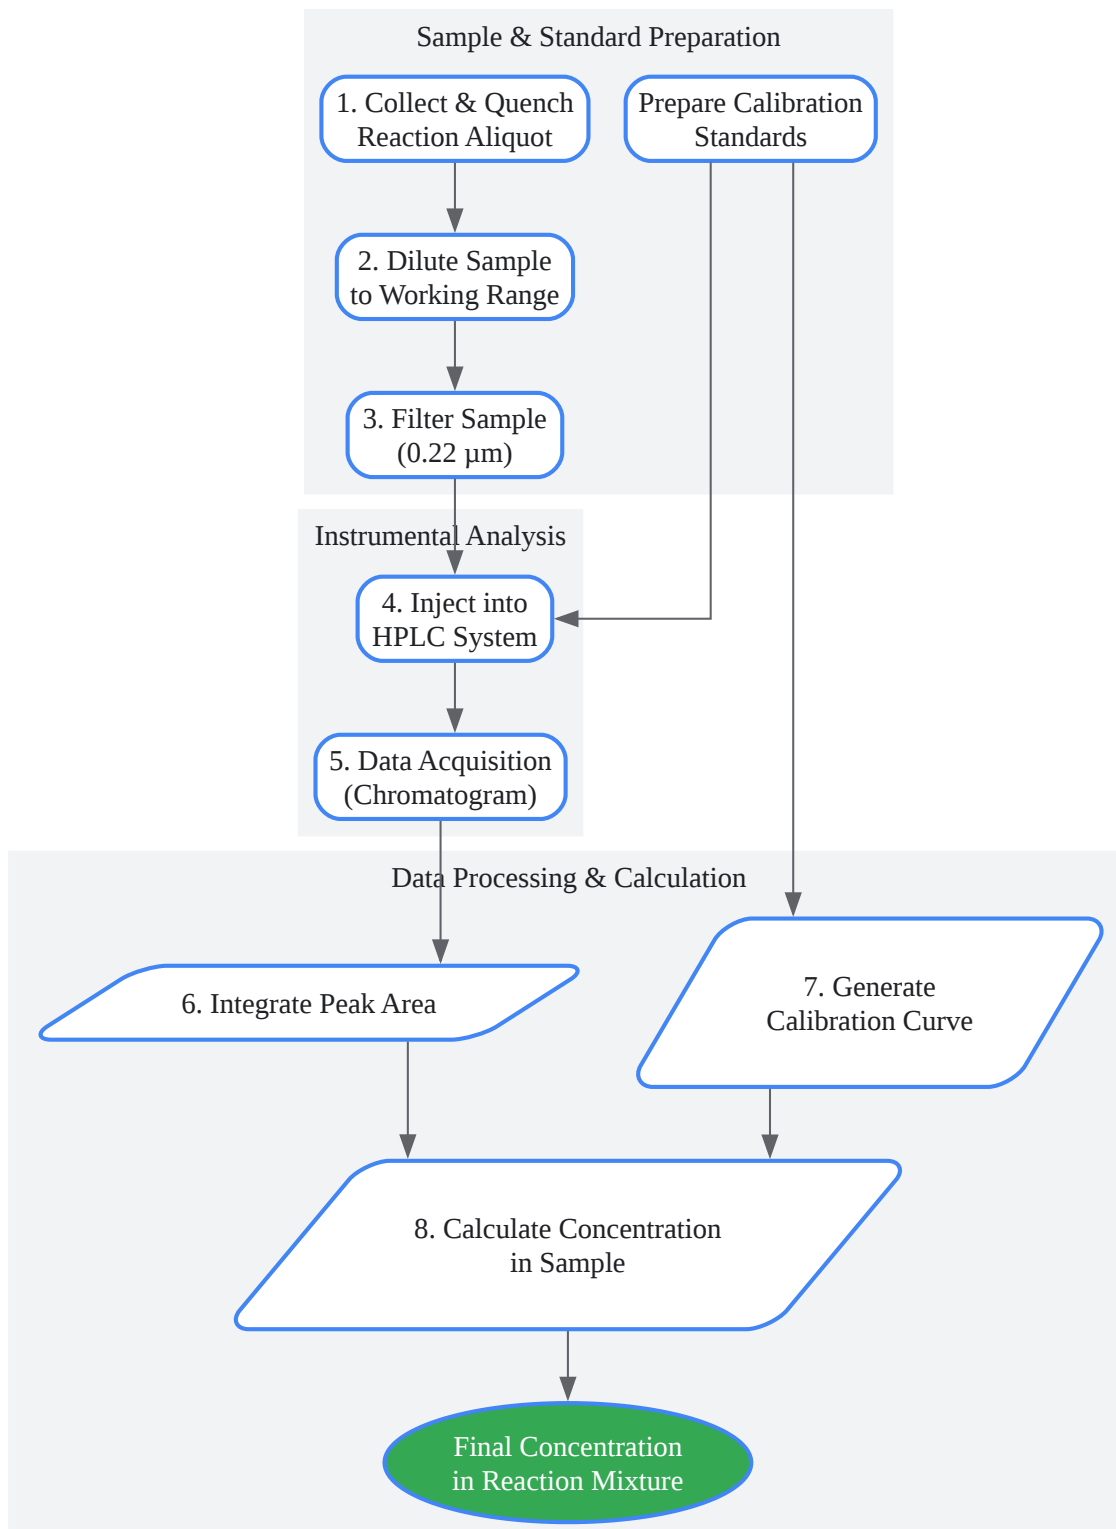 Sample & Standard Preparation
1. Collect & Quench
Reaction Aliquot
Prepare Calibration
Standards
2. Dilute Sample
to Working Range
3. Filter Sample
(0.22 µm)
Instrumental Analysis
4. Inject into
HPLC System
5. Data Acquisition
(Chromatogram)
Data Processing & Calculation
6. Integrate Peak Area
7. Generate
Calibration Curve
8. Calculate Concentration
in Sample
Final Concentration
in Reaction Mixture